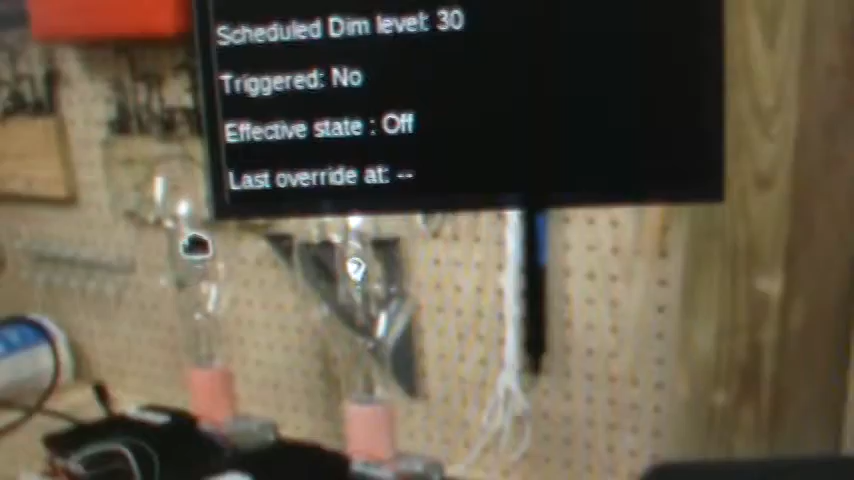 Scheduled Dim level: 30
Triggered: No
Effective state : Off
Last override at: --